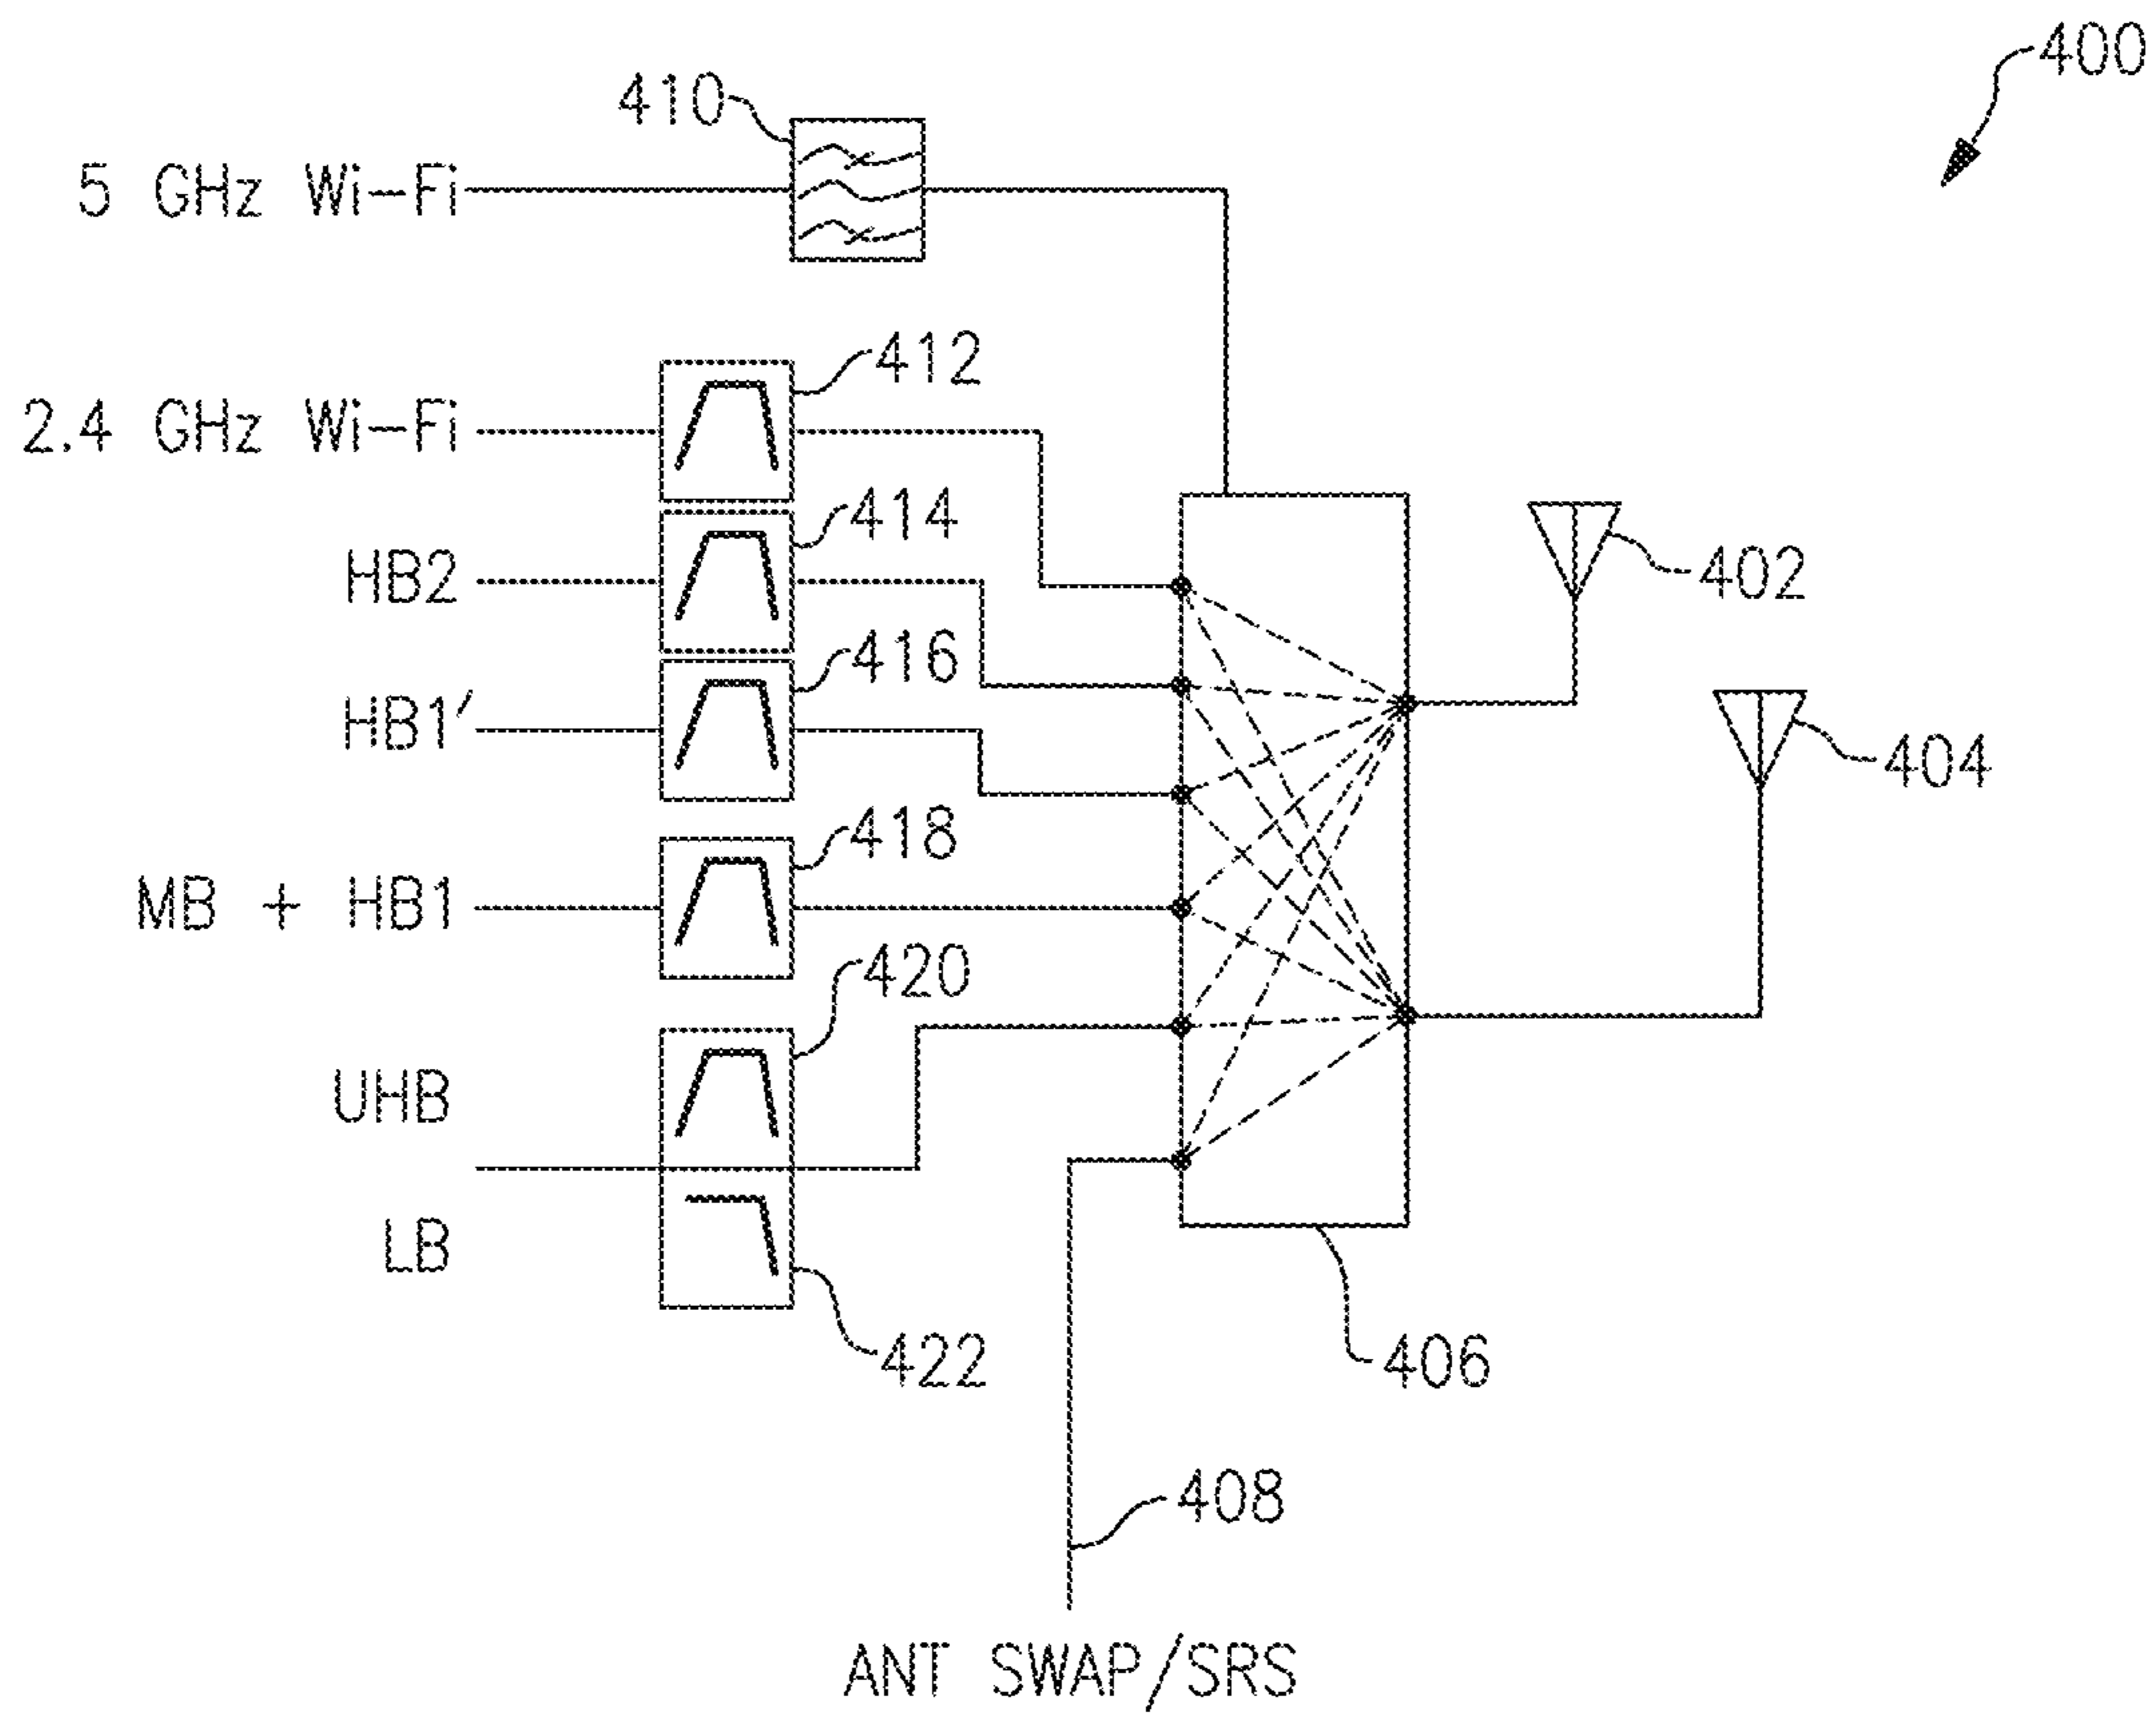 400
410
5 GHz Wi-Fi
412
2.4 GHz Wi-Fi
414
HB2
402
416
HB1'
404
418
MB + HB1
420
UHB
LB
422
406
408
ANT SWAP/SRS